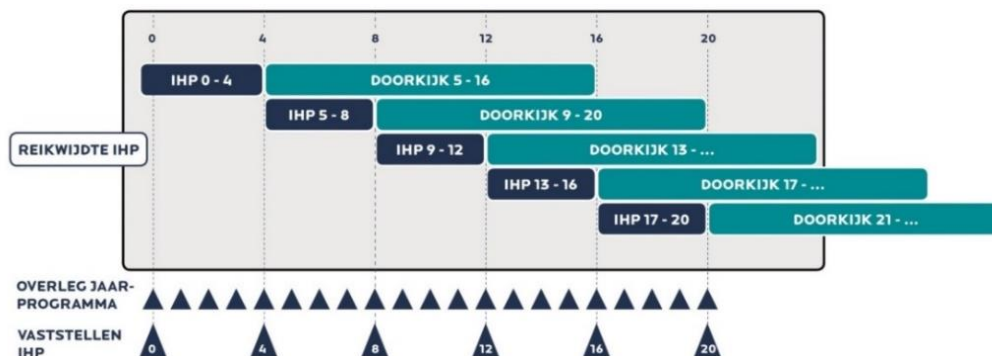 0 4 8 12 16 20
IHP 0 - 4 DOORKIJK 5 - 16
IHP 5 - 8 DOORKIJK 9 - 20
REIKWIJDTE IHP IHP 9 - 12 DOORKIJK 13 - ...
IHP 13 - 16 DOORKIJK 17 - ...
IHP 17 - 20 DOORKIJK 21 - ...
OVERLEG JAAR-
PROGRAMMA
VASTSTELLEN
IHP 0 4 8 12 16 20